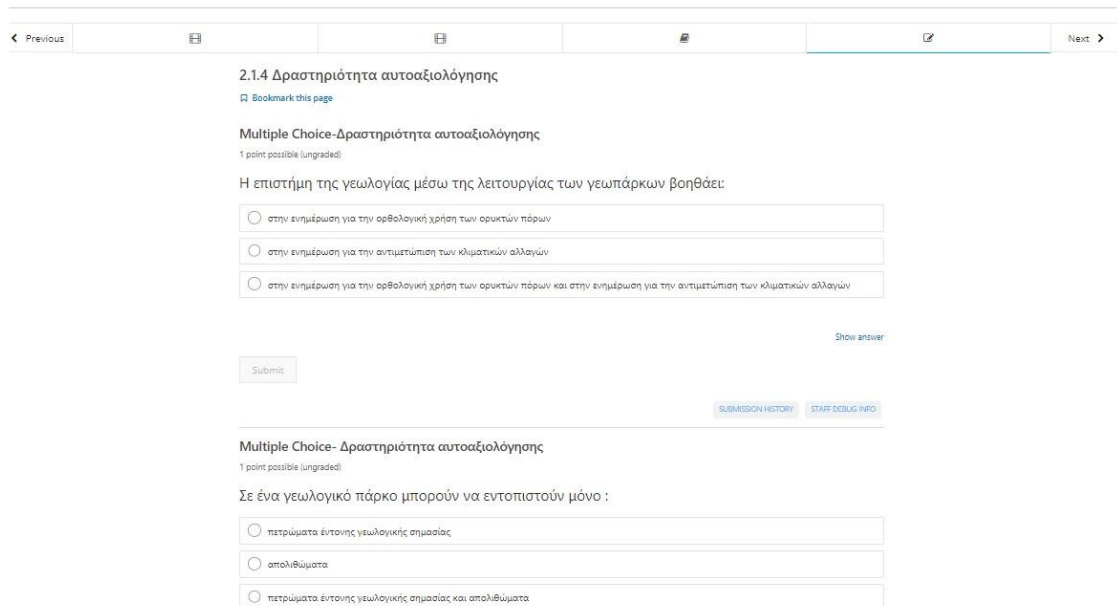 Previous
Next
2.1.4 Δραστηριότητα αυτοαξιολόγησης
Bookmark this page
Multiple Choice-Δραστηριότητα αυτοαξιολόγησης
1 point possible (ungraded)
Η επιστήμη της γεωλογίας μέσω της λειτουργίας των γεωπάρκων βοηθάει:
στην ενημέρωση για την ορθολογική χρήση των ορυκτών πόρων
στην ενημέρωση για την αντιμετώπιση των κλιματικών αλλαγών
στην ενημέρωση για την ορθολογική χρήση των ορυκτών πόρων και στην ενημέρωση για την αντιμετώπιση των κλιματικών αλλαγών
Show answer
Submit
SUBMISSION HISTORY STAFF DEBUG INFO
Multiple Choice- Δραστηριότητα αυτοαξιολόγησης
1 point possible (ungraded)
Σε ένα γεωλογικό πάρκο μπορούν να εντοπιστούν μόνο :
πετρώματα έντονης γεωλογικής σημασίας
απολιθώματα
πετρώματα έντονης γεωλογικής σημασίας και απολιθώματα